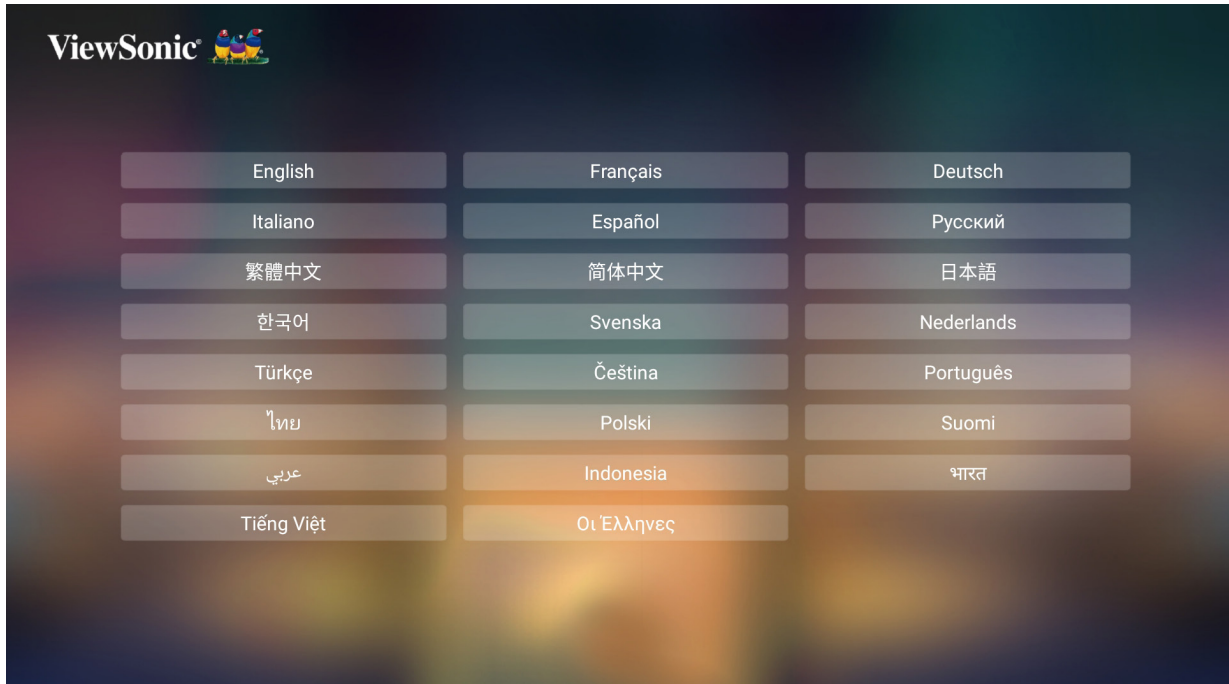 ViewSonic®
English Français Deutsch
Italiano Español Русский
繁體中文 简体中文 日本語
한국어 Svenska Nederlands
Türkçe Čeština Português
ไทย Polski Suomi
عربي Indonesia भारत
Tiếng Việt Οι Έλληνες